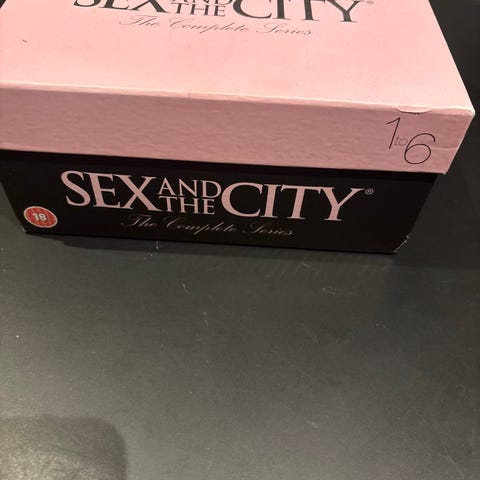 SEX AND THE CITY®
The Complete Series
1 to 6
SEX AND THE CITY®
The Complete Series
18